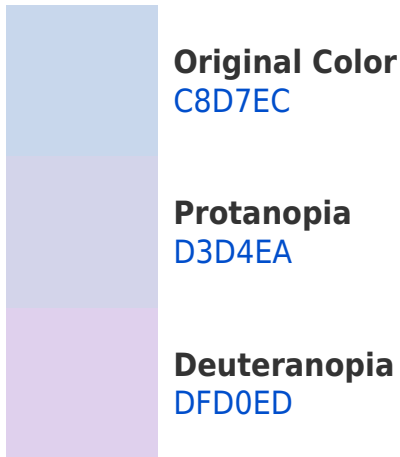 Original Color
C8D7EC
Protanopia
D3D4EA
Deuteranopia
DFD0ED